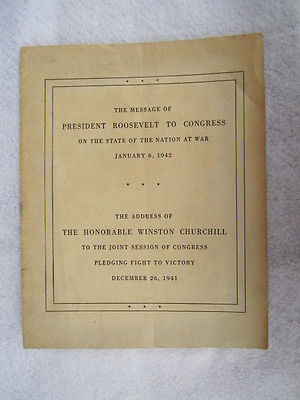 THE MESSAGE OF
PRESIDENT ROOSEVELT TO CONGRESS
ON THE STATE OF THE NATION AT WAR
JANUARY 6, 1942
THE ADDRESS OF
THE HONORABLE WINSTON CHURCHILL
TO THE JOINT SESSION OF CONGRESS
PLEDGING FIGHT TO VICTORY
DECEMBER 26, 1941